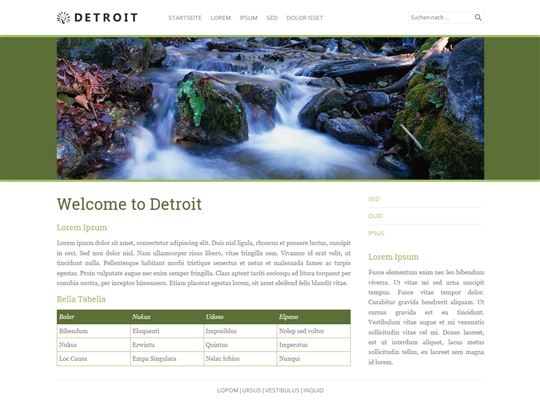 DETROIT
STARTSEITE LOREM IPSUM SED DOLOR ISSET
Suchen nach ...
Welcome to Detroit
Lorem Ipsum
Lorem ipsum dolor sit amet, consectetur adipiscing elit. Duis nisl ligula, rhoncus et posuere luctus, suscipit
in orci. Sed non dolor nisl. Nam ullamcorper risus libero, vitae fringilla sem. Vivamus id erat velit, ut
tincidunt nulla. Pellentesque habitant morbi tristique senectus et netus et malesuada fames ac turpis
egestas. Proin vulputate augue nec enim semper fringilla. Class aptent taciti sociosqu ad litora torquent per
conubia nostra, per inceptos himenaeos. Etiam placerat egestas lorem, sit amet eleifend felis blandit vitae.
Bella Tabella
Bolor Nukus Udoso Elpaso
Bibendum Eloquenti Imposiblus Nolep sed voltor
Nukus Erwintu Quintus Imperatus
Loc Causa Empa Singulara Nelac Ichios Nunqui
SED
QUID
IPSUS
Lorem Ipsum
Fusce elementum enim nec leo bibendum
viverra. Ut vitae mi sed urna suscipit
tempus. Fusce vitae tempor dolor.
Curabitur gravida hendrerit aliquam. Ut
cursus gravida est eu tincidunt.
Vestibulum vitae augue et mi venenatis
sollicitudin vitae vel mi. Donec laoreet,
est ut interdum aliquet, lacus metus
sollicitudin tellus, eu laoreet sem magna
id lorem.
LOPOM | URSUS | VESTIBULUS | INQUID